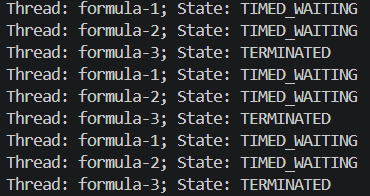 Thread: formula-1; State: TIMED_WAITING
Thread: formula-2; State: TIMED_WAITING
Thread: formula-3; State: TERMINATED
Thread: formula-1; State: TIMED_WAITING
Thread: formula-2; State: TIMED_WAITING
Thread: formula-3; State: TERMINATED
Thread: formula-1; State: TIMED_WAITING
Thread: formula-2; State: TIMED_WAITING
Thread: formula-3; State: TERMINATED